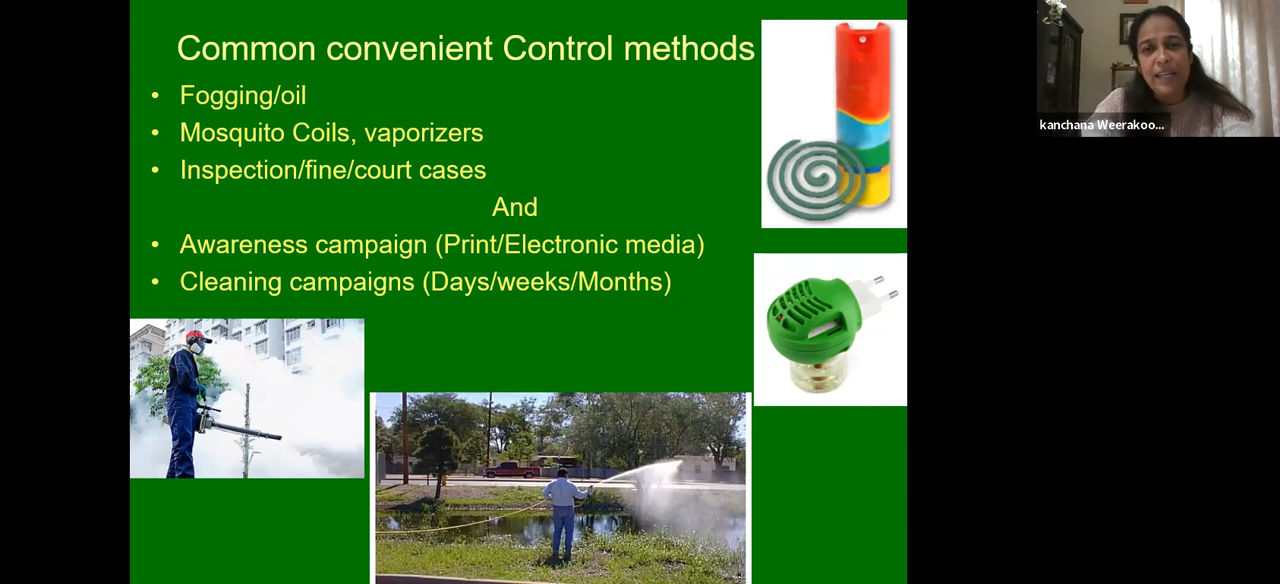 Common convenient Control methods
• Fogging/oil
• Mosquito Coils, vaporizers
• Inspection/fine/court cases
And
• Awareness campaign (Print/Electronic media)
• Cleaning campaigns (Days/weeks/Months)
kanchana Weerakoo...